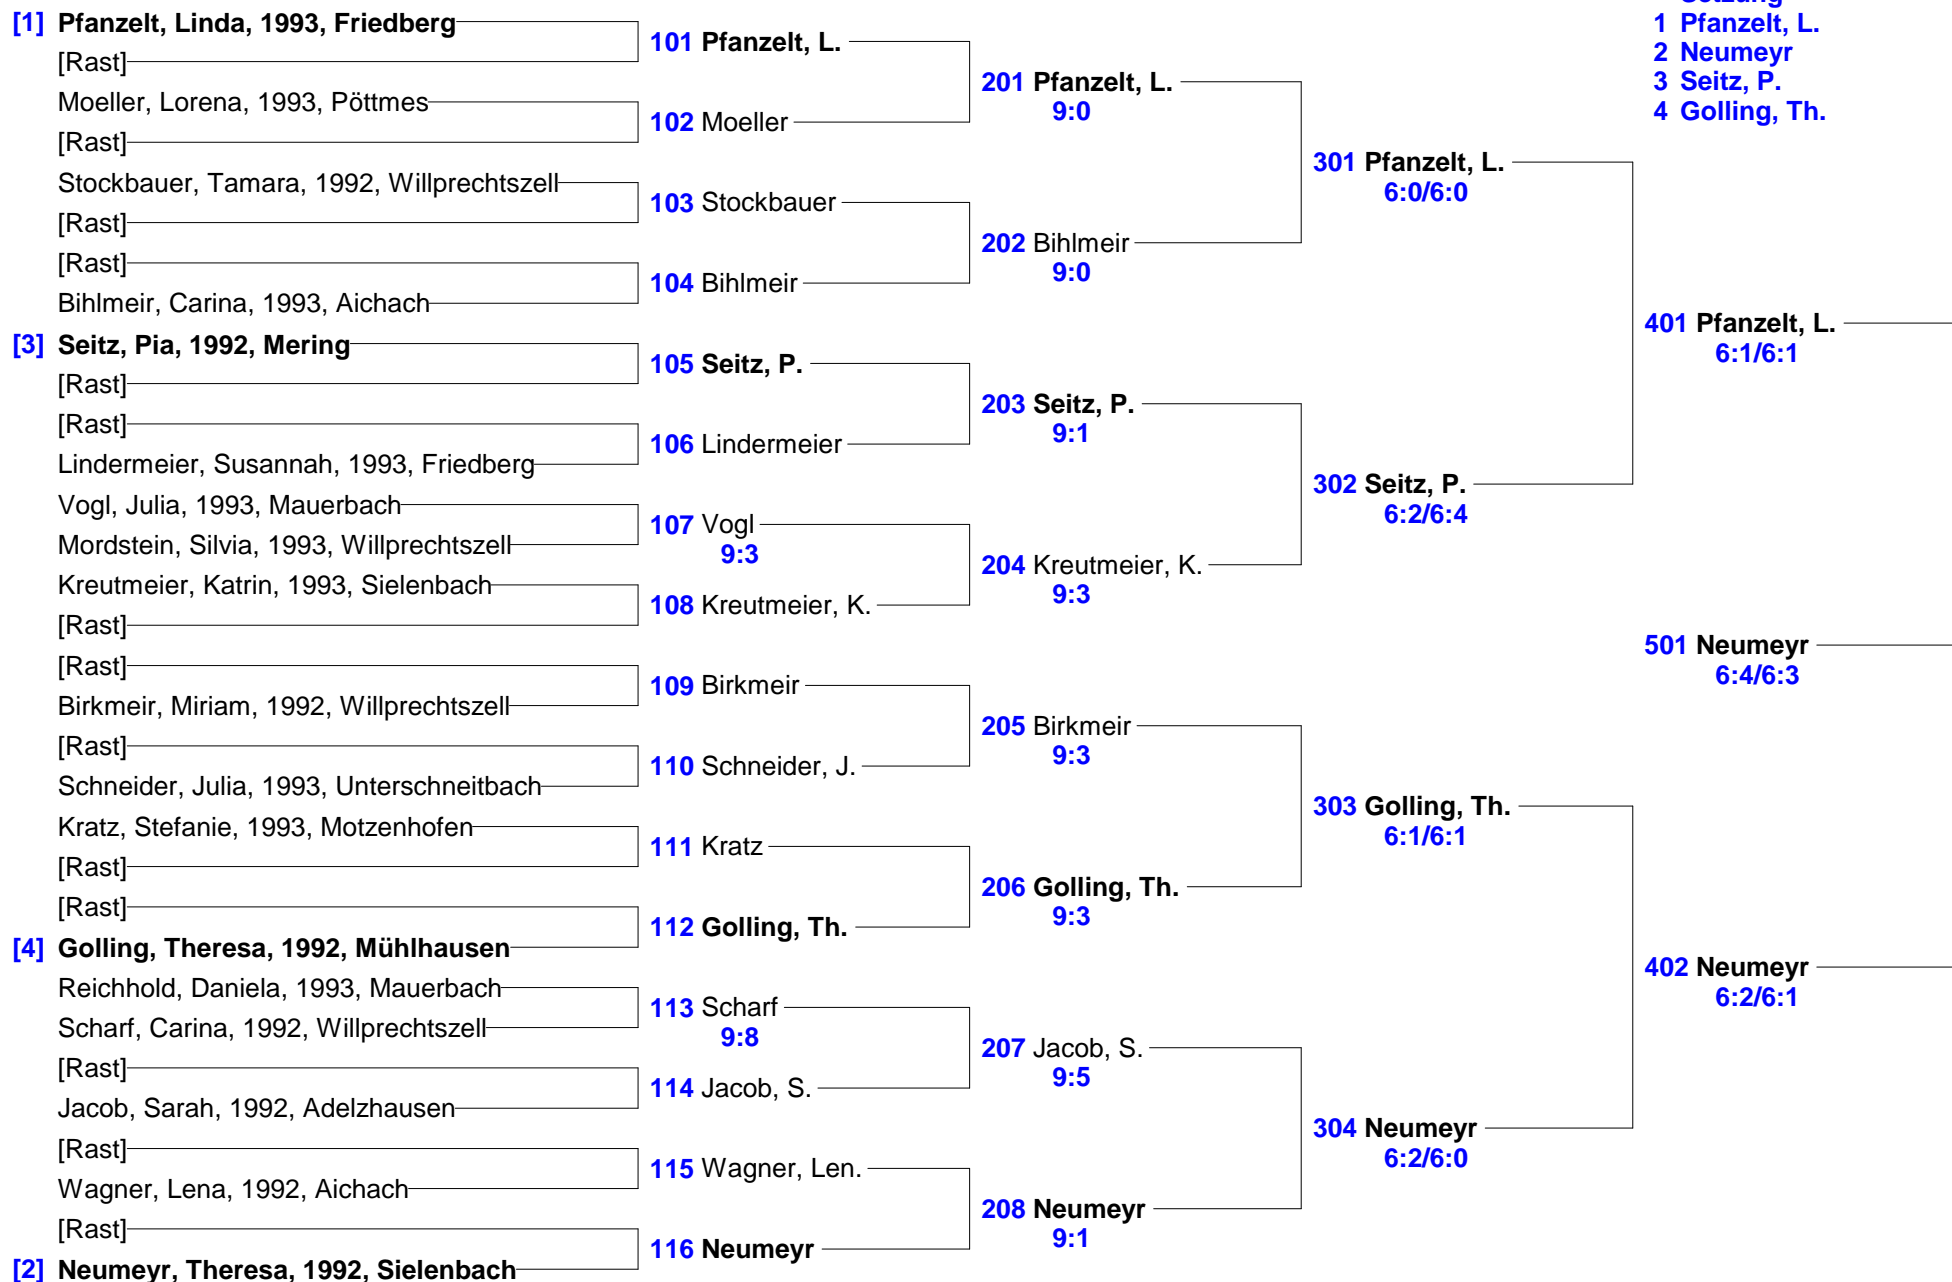 [1] Pfanzelt, Linda, 1993, Friedberg
[Rast]
Moeller, Lorena, 1993, Pöttmes
[Rast]
Stockbauer, Tamara, 1992, Willprechtszell
[Rast]
[Rast]
Bihlmeir, Carina, 1993, Aichach
[3] Seitz, Pia, 1992, Mering
[Rast]
[Rast]
Lindermeier, Susannah, 1993, Friedberg
Vogl, Julia, 1993, Mauerbach
Mordstein, Silvia, 1993, Willprechtszell
Kreutmeier, Katrin, 1993, Sielenbach
[Rast]
[Rast]
Birkmeir, Miriam, 1992, Willprechtszell
[Rast]
Schneider, Julia, 1993, Unterschneitbach
Kratz, Stefanie, 1993, Motzenhofen
[Rast]
[Rast]
[4] Golling, Theresa, 1992, Mühlhausen
Reichhold, Daniela, 1993, Mauerbach
Scharf, Carina, 1992, Willprechtszell
[Rast]
Jacob, Sarah, 1992, Adelzhausen
[Rast]
Wagner, Lena, 1992, Aichach
[Rast]
[2] Neumeyr, Theresa, 1992, Sielenbach
101 Pfanzelt, L.
102 Moeller
103 Stockbauer
104 Bihlmeir
105 Seitz, P.
106 Lindermeier
107 Vogl
9:3
108 Kreutmeier, K.
109 Birkmeir
110 Schneider, J.
111 Kratz
112 Golling, Th.
113 Scharf
9:8
114 Jacob, S.
115 Wagner, Len.
116 Neumeyr
201 Pfanzelt, L.
9:0
202 Bihlmeir
9:0
203 Seitz, P.
9:1
204 Kreutmeier, K.
9:3
205 Birkmeir
9:3
206 Golling, Th.
9:3
207 Jacob, S.
9:5
208 Neumeyr
9:1
301 Pfanzelt, L.
6:0/6:0
302 Seitz, P.
6:2/6:4
303 Golling, Th.
6:1/6:1
304 Neumeyr
6:2/6:0
Setzung
1 Pfanzelt, L.
2 Neumeyr
3 Seitz, P.
4 Golling, Th.
401 Pfanzelt, L.
6:1/6:1
501 Neumeyr
6:4/6:3
402 Neumeyr
6:2/6:1